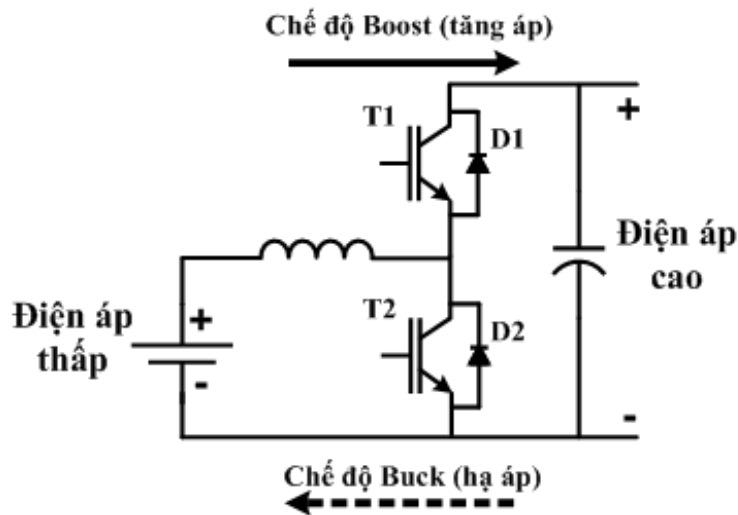 Chế độ Boost (tăng áp)
T1
D1
+
Điện áp
cao
Điện áp
thấp
+
-
T2
D2
-
Chế độ Buck (hạ áp)